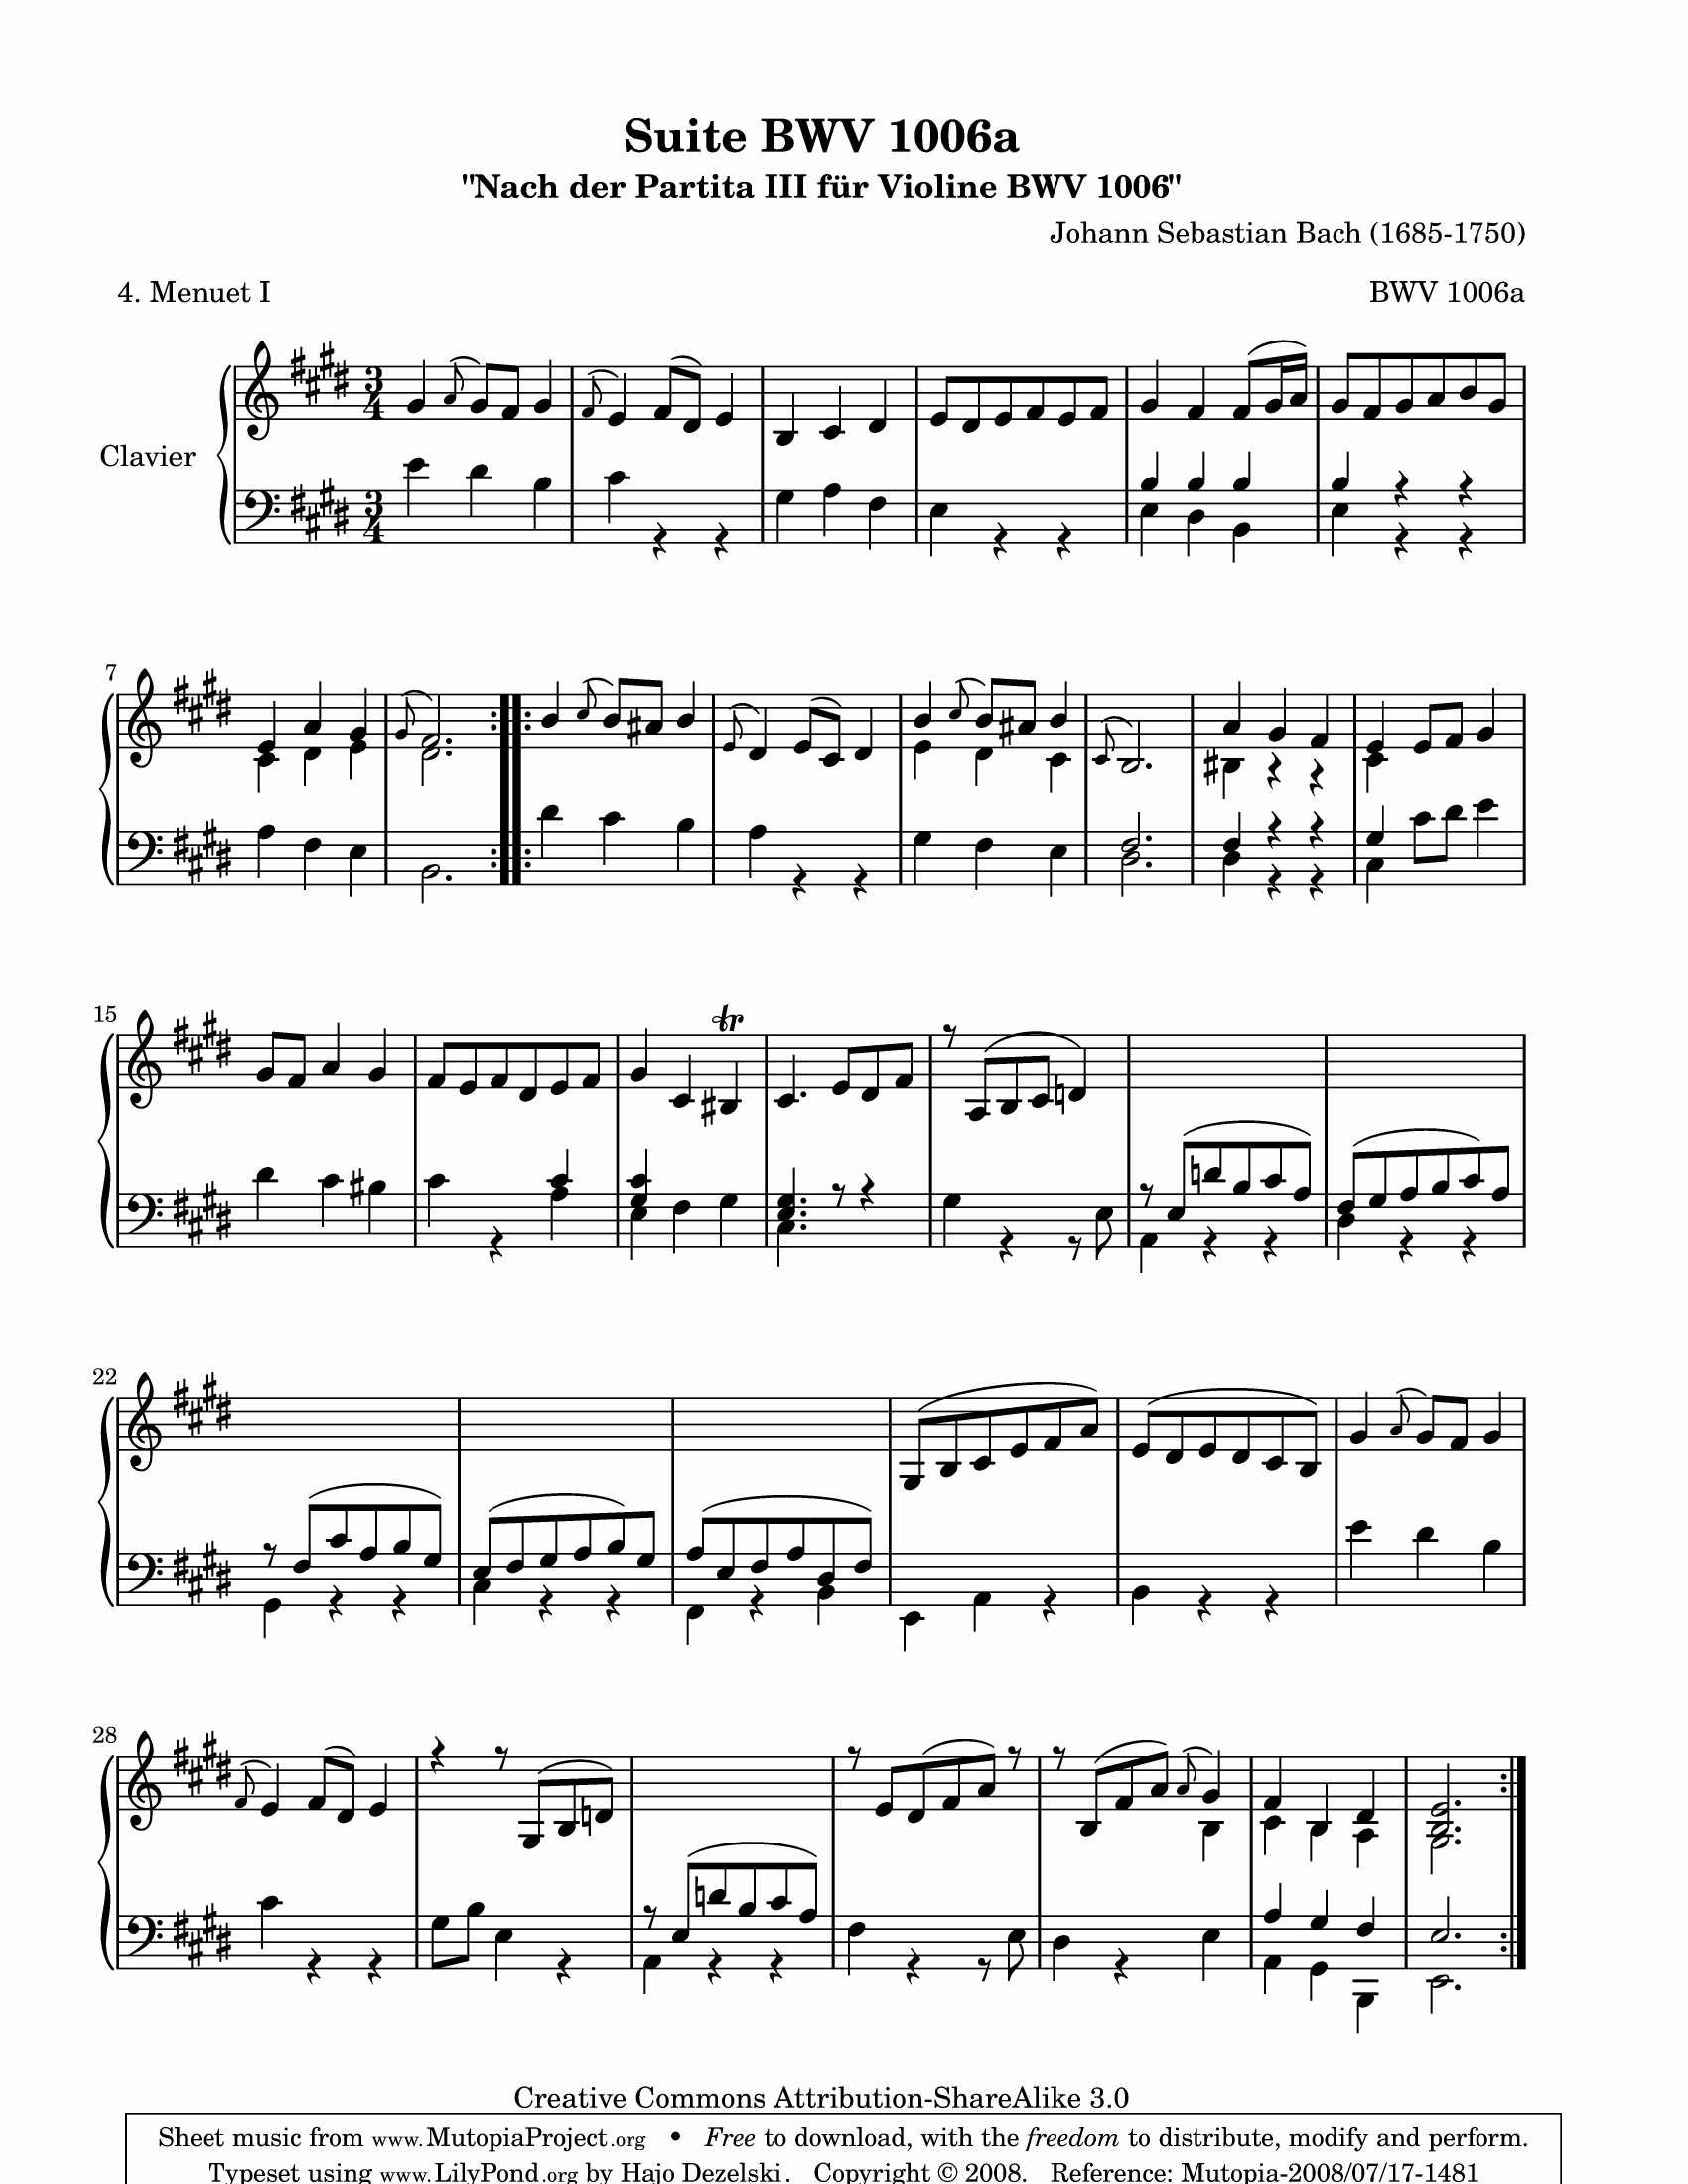 Suite BWV 1006a
"Nach der Partita III für Violine BWV 1006"
Johann Sebastian Bach (1685-1750)
4. Menuet I BWV 1006a
Clavier
3
4
3
4
7
15
tr
22
28
Creative Commons Attribution-ShareAlike 3.0
Sheet music from www.MutopiaProject.org • Free to download, with the freedom to distribute, modify and perform.
Typeset using www.LilyPond.org by Hajo Dezelski. Copyright © 2008. Reference: Mutopia-2008/07/17-1481